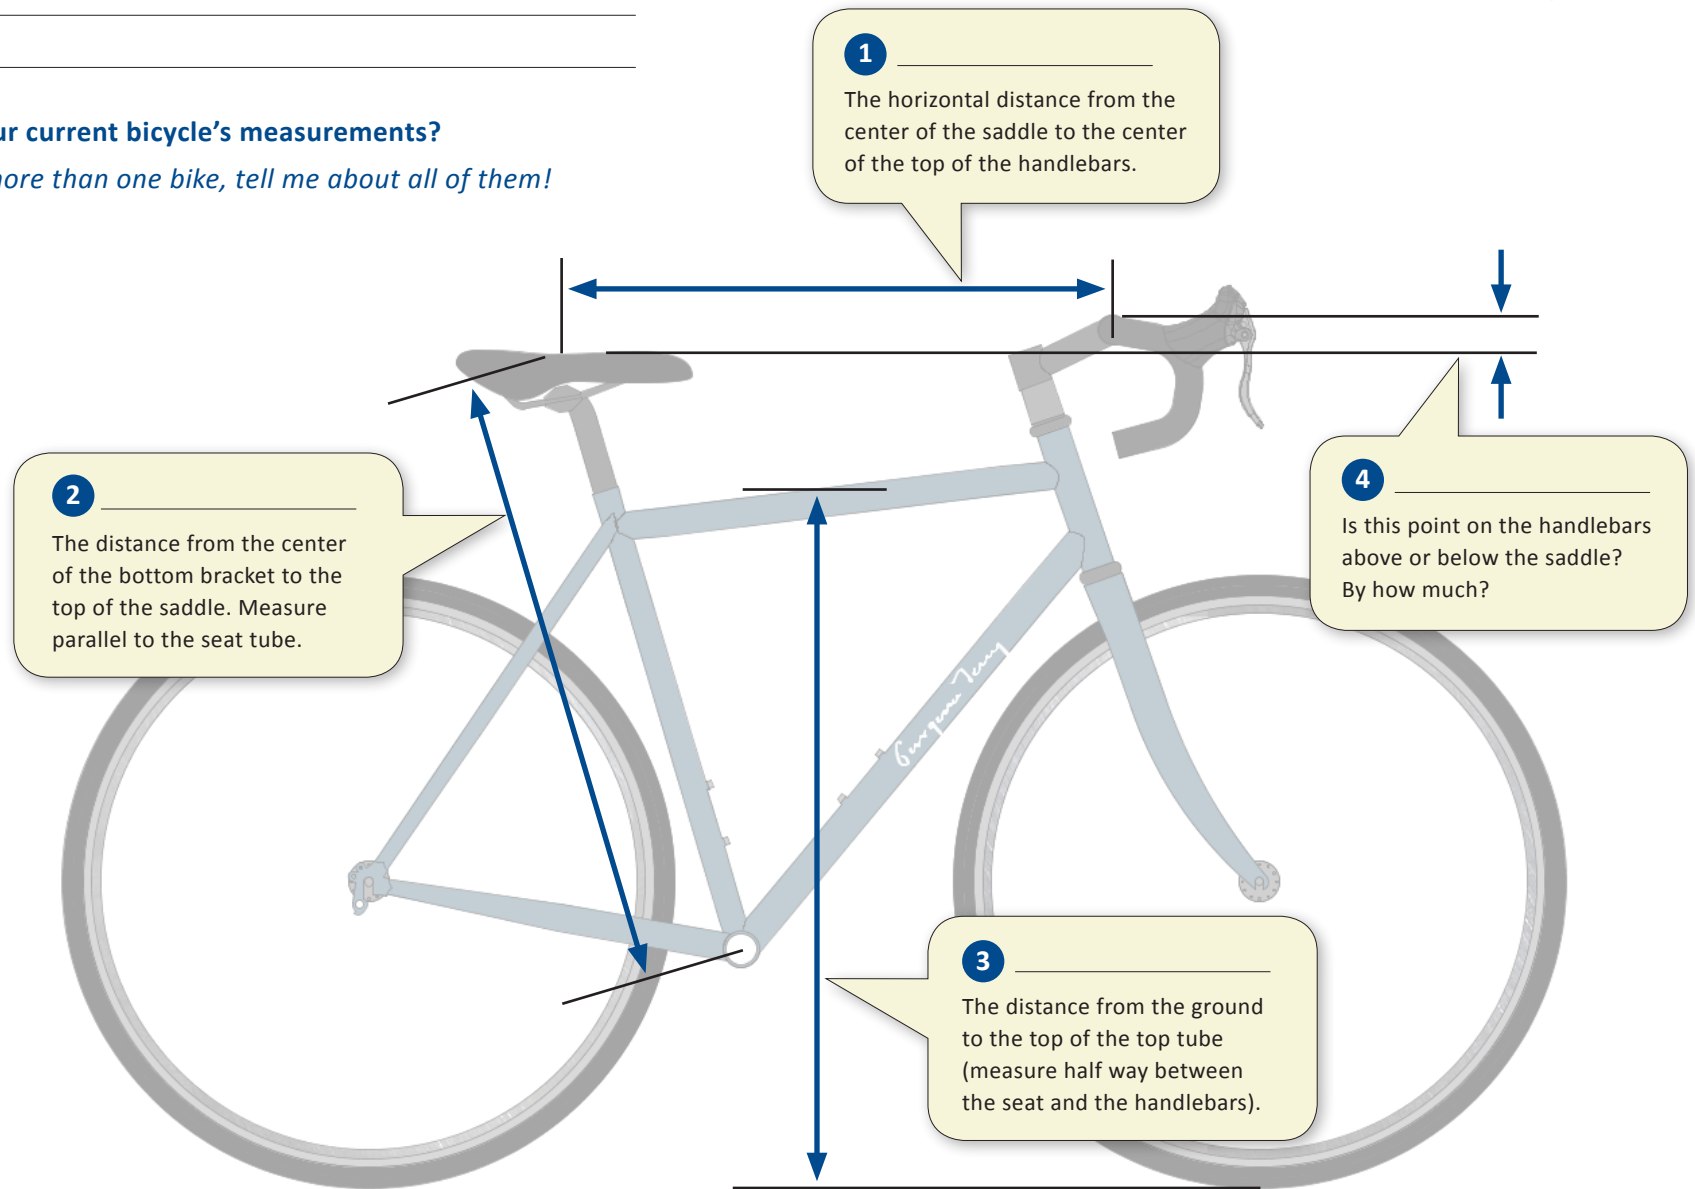 ur current bicycle's measurements?
more than one bike, tell me about all of them!
1
The horizontal distance from the
center of the saddle to the center
of the top of the handlebars.
2
The distance from the center
of the bottom bracket to the
top of the saddle. Measure
parallel to the seat tube.
4
Is this point on the handlebars
above or below the saddle?
By how much?
3
The distance from the ground
to the top of the top tube
(measure half way between
the seat and the handlebars).